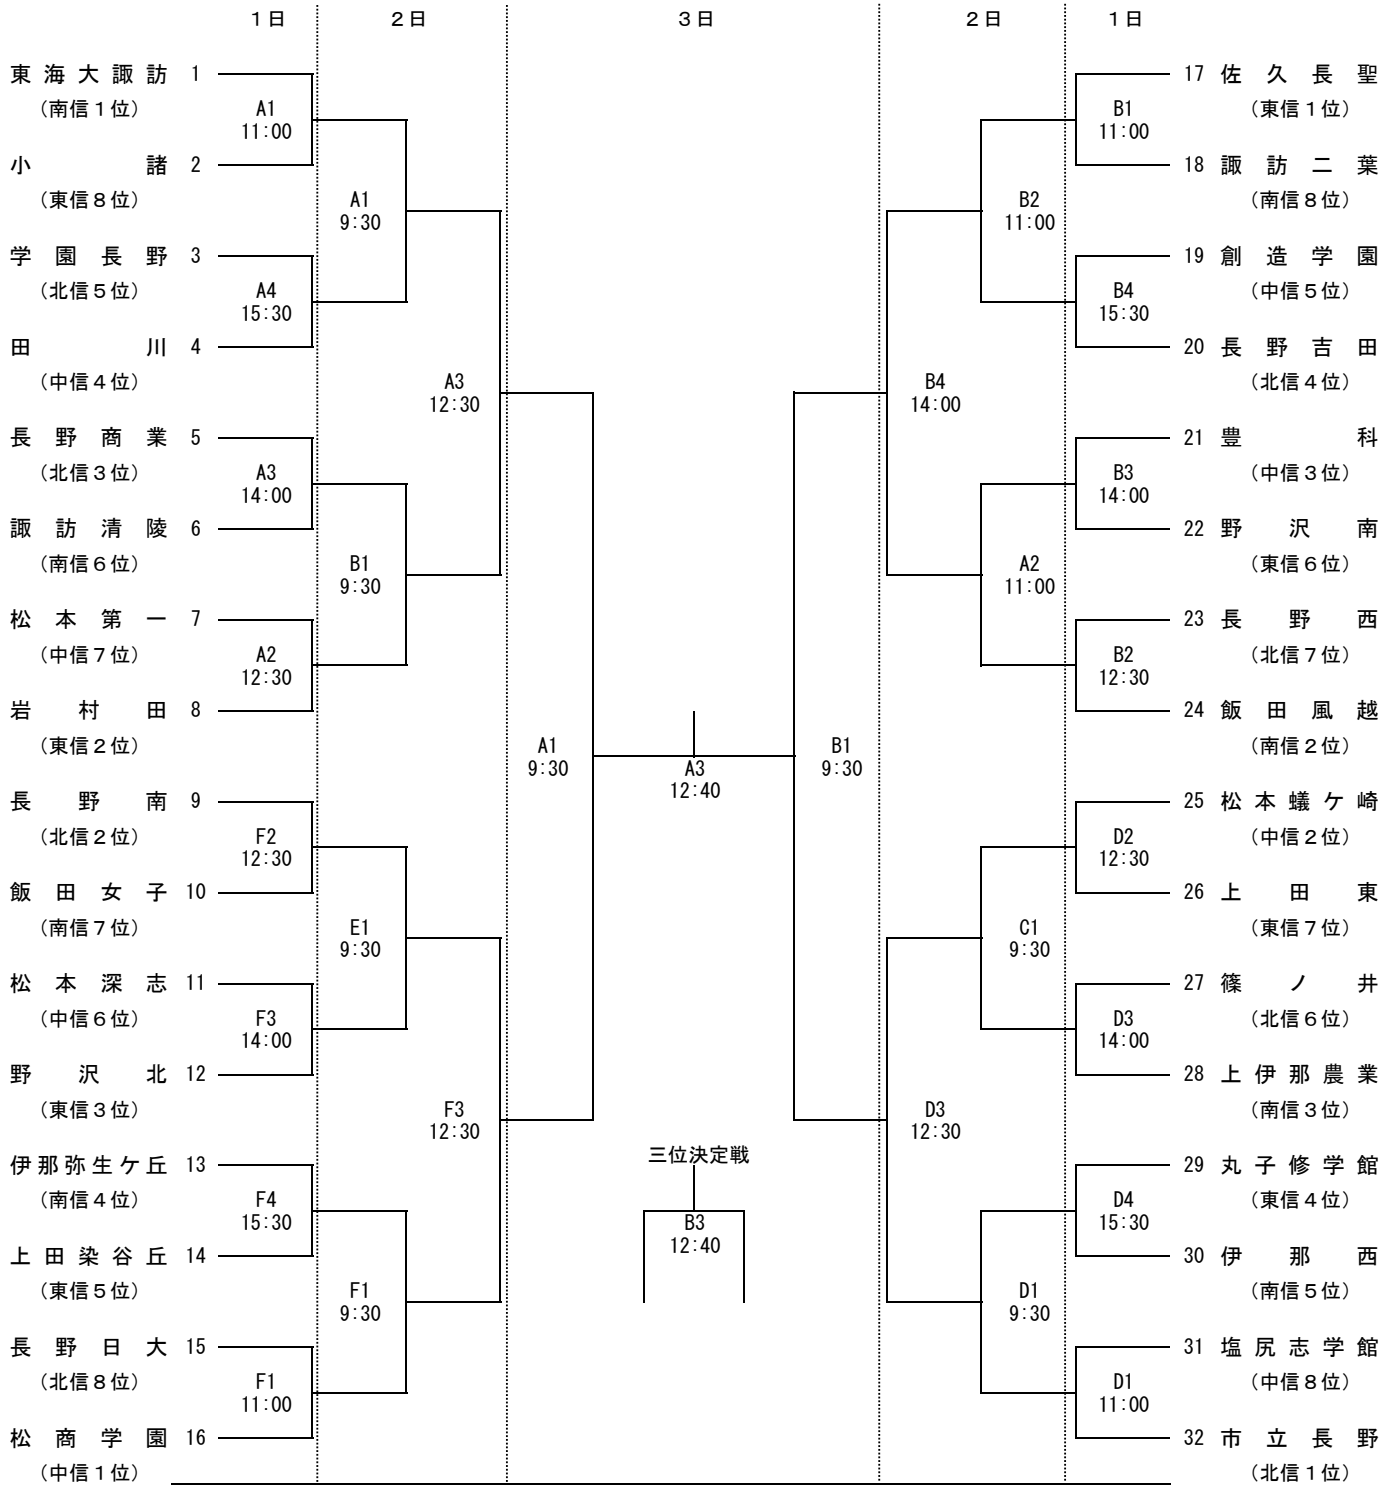 1日 2日 3日 2日 1日
東海大諏訪 1
（南信1位）
A1
11:00
小諸 2
（東信8位）
A1
9:30
学園長野 3
（北信5位）
A4
15:30
田川 4
（中信4位）
A3
12:30
長野商業 5
（北信3位）
A3
14:00
諏訪清陵 6
（南信6位）
B1
9:30
松本第一 7
（中信7位）
A2
12:30
岩村田 8
（東信2位）
A1
9:30
長野南 9
（北信2位）
F2
12:30
飯田女子 10
（南信7位）
E1
9:30
松本深志 11
（中信6位）
F3
14:00
野沢北 12
（東信3位）
F3
12:30
伊那弥生ケ丘 13
（南信4位）
F4
15:30
上田染谷丘 14
（東信5位）
F1
9:30
長野日大 15
（北信8位）
F1
11:00
松商学園 16
（中信1位）
A3
12:40
三位決定戦
B3
12:40
17 佐久長聖
（東信1位）
B1
11:00
18 諏訪二葉
（南信8位）
B2
11:00
19 創造学園
（中信5位）
B4
15:30
20 長野吉田
（北信4位）
B4
14:00
21 豊科
（中信3位）
B3
14:00
22 野沢南
（東信6位）
A2
11:00
23 長野西
（北信7位）
B2
12:30
24 飯田風越
（南信2位）
B1
9:30
25 松本蟻ケ崎
（中信2位）
D2
12:30
26 上田東
（東信7位）
C1
9:30
27 篠ノ井
（北信6位）
D3
14:00
28 上伊那農業
（南信3位）
D3
12:30
29 丸子修学館
（東信4位）
D4
15:30
30 伊那西
（南信5位）
D1
9:30
31 塩尻志学館
（中信8位）
D1
11:00
32 市立長野
（北信1位）